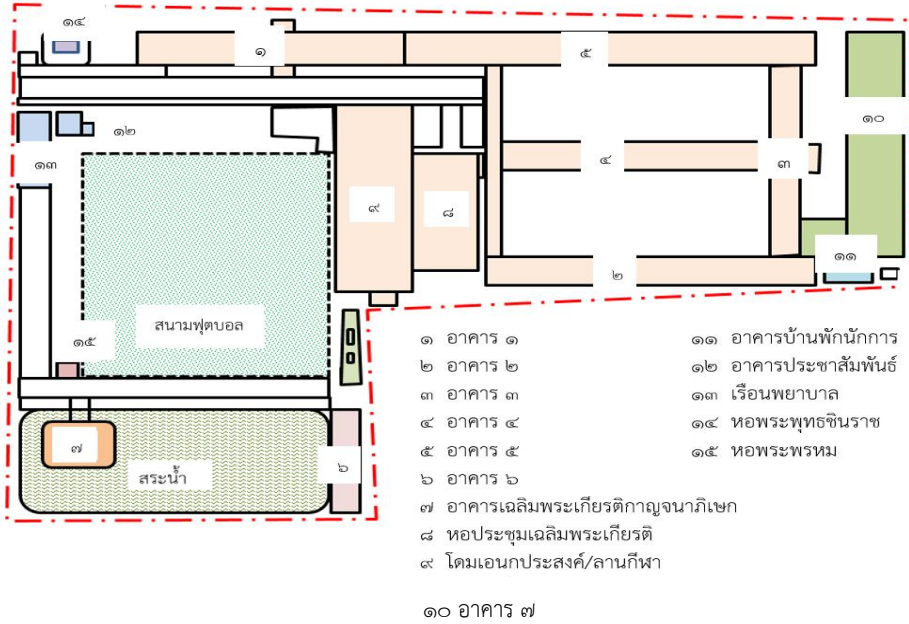 ๑๔
๑
๕
๑๐
๑๒
๑๓
๔
๓
๙
๘
๑๑
๒
สนามฟุตบอล
๑๕
๗
๖
สระน้ำ
๑ อาคาร ๑
๒ อาคาร ๒
๓ อาคาร ๓
๔ อาคาร ๔
๕ อาคาร ๕
๖ อาคาร ๖
๗ อาคารเฉลิมพระเกียรติกาญจนาภิเษก
๘ หอประชุมเฉลิมพระเกียรติ
๙ โดมเอนกประสงค์/ลานกีฬา
๑๐ อาคาร ๗
๑๑ อาคารบ้านพักนักการ
๑๒ อาคารประชาสัมพันธ์
๑๓ เรือนพยาบาล
๑๔ หอพระพุทธชินราช
๑๕ หอพระพรหม